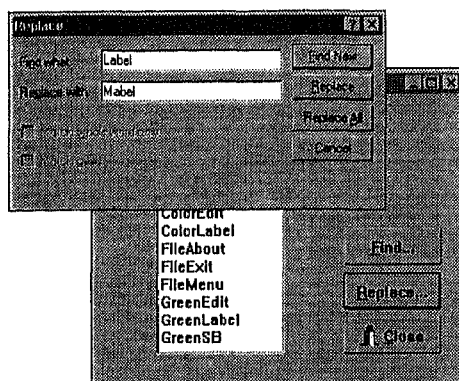 Replace
Find what:
Label
Find Next
Replace with:
Mabel
Replace
Replace All
Cancel
ColorEdit
ColorLabel
FileAbout
FileExit
FileMenu
GreenEdit
GreenLabel
GreenSB
Find...
Replace...
Close